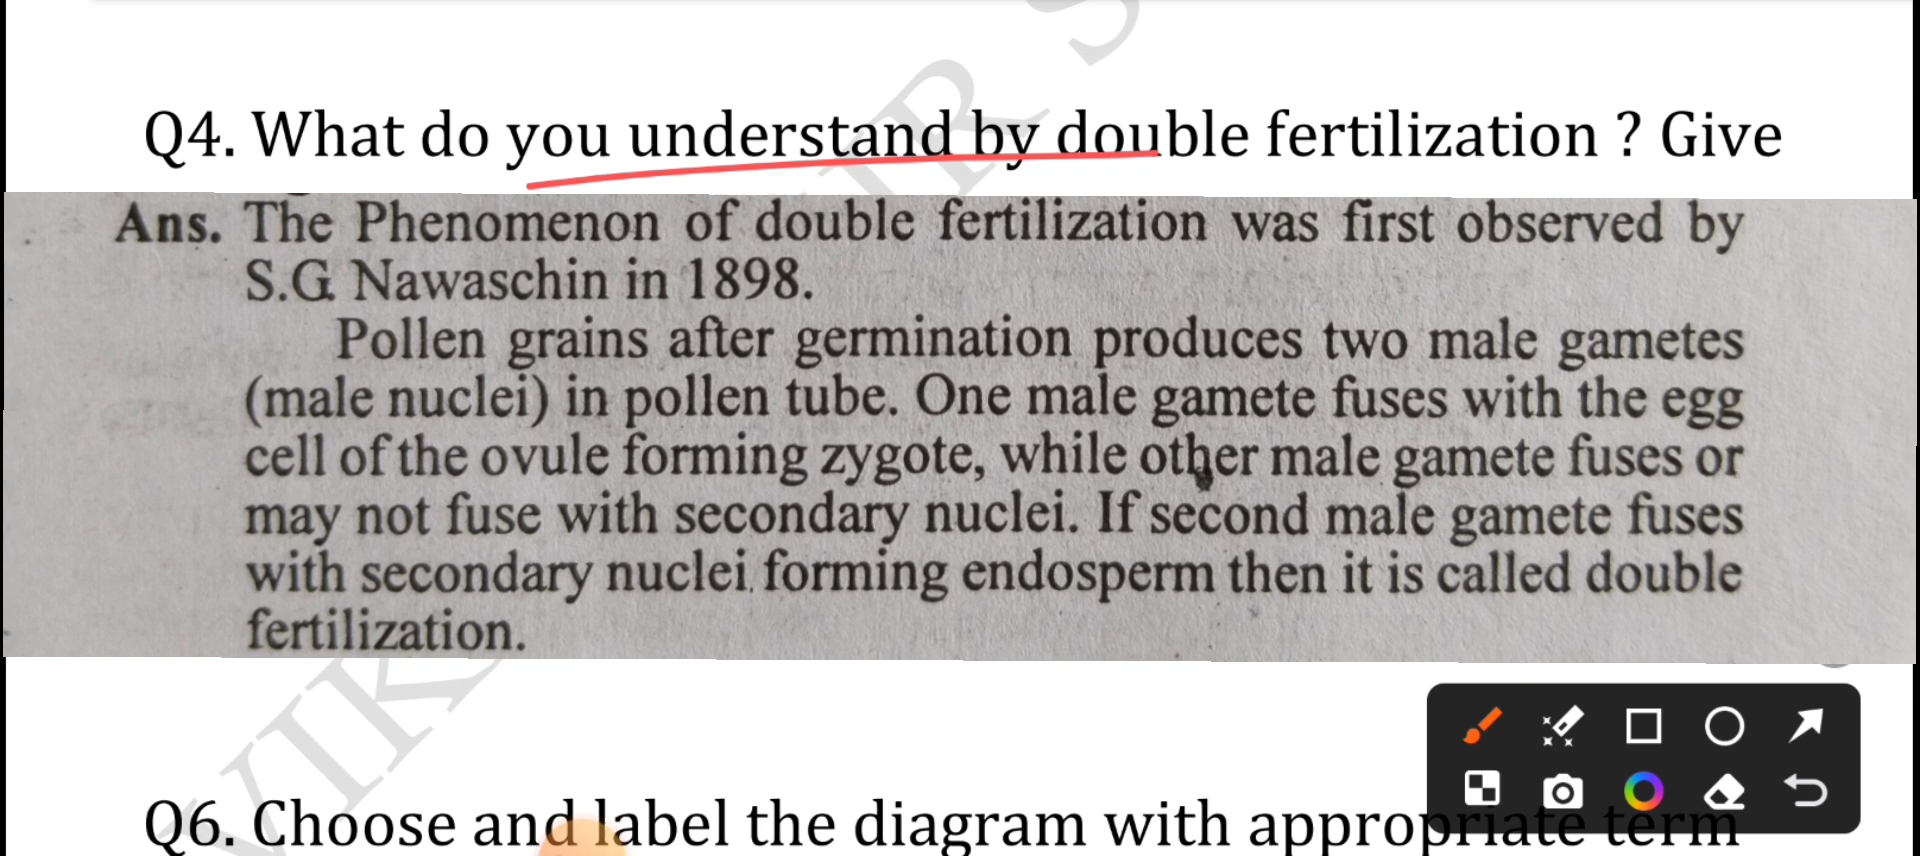 Q4. What do you understand by double fertilization ? Give
Ans. The Phenomenon of double fertilization was first observed by
S.G Nawaschin in 1898.
Pollen grains after germination produces two male gametes
(male nuclei) in pollen tube. One male gamete fuses with the egg
cell of the ovule forming zygote, while other male gamete fuses or
may not fuse with secondary nuclei. If second male gamete fuses
with secondary nuclei forming endosperm then it is called double
fertilization.
Q6. Choose and label the diagram with appropriate term